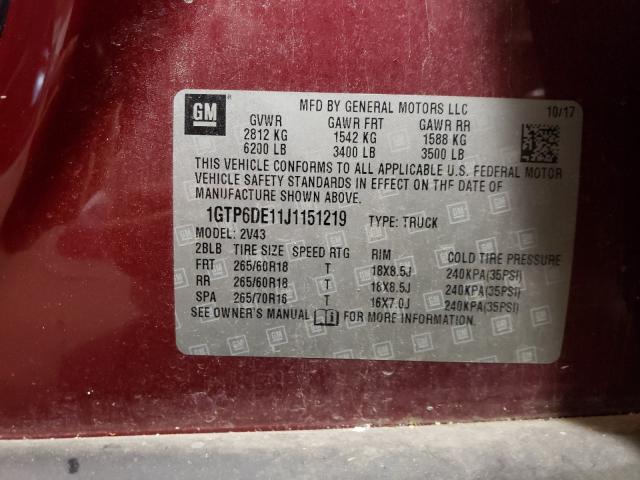 GM
MFD BY GENERAL MOTORS LLC 10/17
GVWR GAWR FRT GAWR RR
2812 KG 1542 KG 1588 KG
6200 LB 3400 LB 3500 LB
THIS VEHICLE CONFORMS TO ALL APPLICABLE U.S. FEDERAL MOTOR
VEHICLE SAFETY STANDARDS IN EFFECT ON THE DATE OF
MANUFACTURE SHOWN ABOVE.
1GTP6DE11J1151219 TYPE: TRUCK
MODEL: 2V43
2BLB TIRE SIZE SPEED RTG RIM COLD TIRE PRESSURE
FRT 265/60R18 T 18X8.5J 240KPA(35PSI)
RR 265/60R18 T 18X8.5J 240KPA(35PSI)
SPA 265/70R16 T 16X7.0J 240KPA(35PSI)
SEE OWNER'S MANUAL FOR MORE INFORMATION.